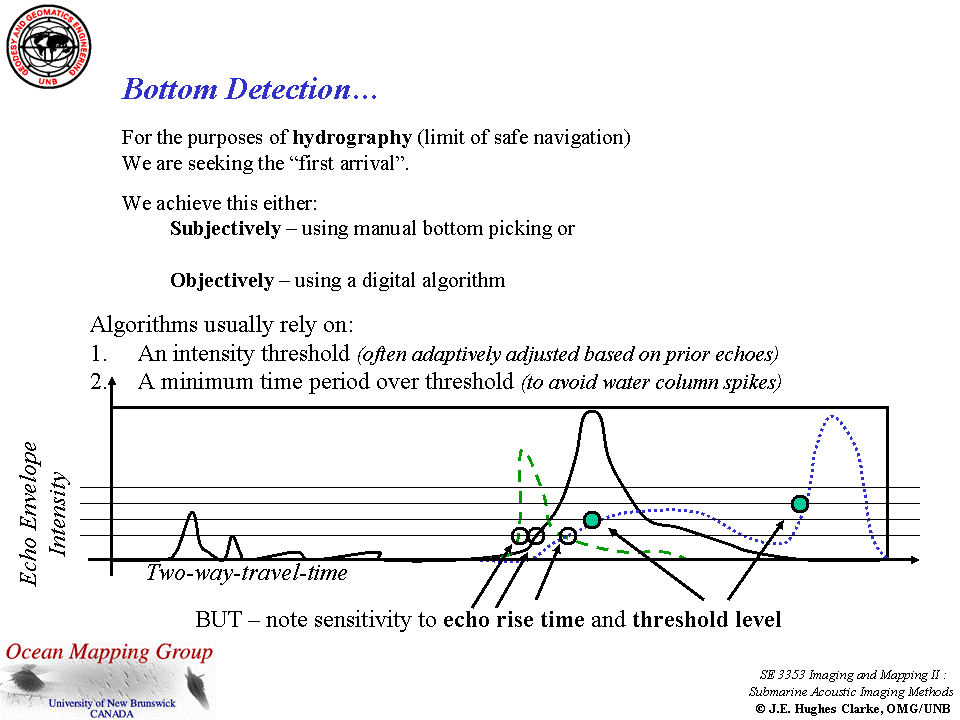 GEODESY AND GEOMATICS ENGINEERING
UNB
Bottom Detection…
For the purposes of hydrography (limit of safe navigation)
We are seeking the “first arrival”.
We achieve this either:
Subjectively – using manual bottom picking or
Objectively – using a digital algorithm
Algorithms usually rely on:
1. An intensity threshold (often adaptively adjusted based on prior echoes)
2. A minimum time period over threshold (to avoid water column spikes)
Echo Envelope
Intensity
Two-way-travel-time
BUT – note sensitivity to echo rise time and threshold level
Ocean Mapping Group
University of New Brunswick
CANADA
SE 3353 Imaging and Mapping II :
Submarine Acoustic Imaging Methods
© J.E. Hughes Clarke, OMG/UNB